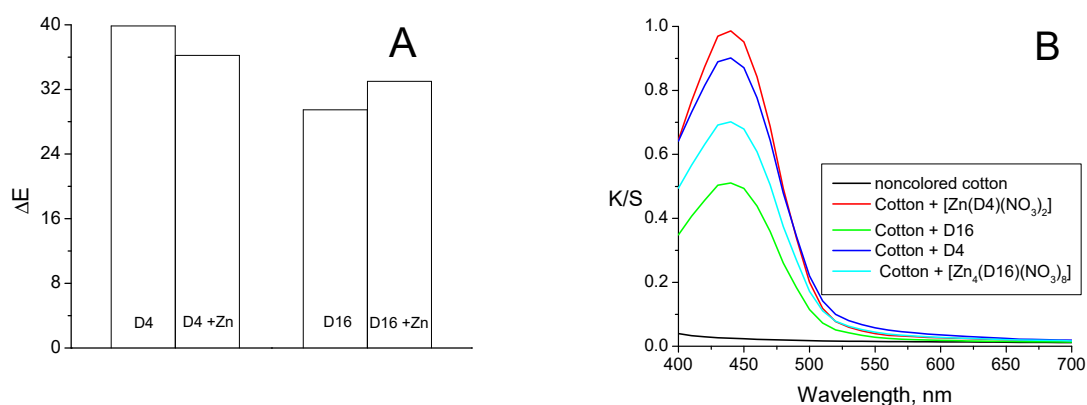 A
40
32
24
16
8
0
ΔE
D4
D4 +Zn
D16
D16 +Zn
B
1.0
0.8
0.6
0.4
0.2
0.0
K/S
noncolored cotton
Cotton + [Zn(D4)(NO₃)₂]
Cotton + D16
Cotton + D4
Cotton + [Zn₄(D16)(NO₃)₈]
400 450 500 550 600 650 700
Wavelength, nm